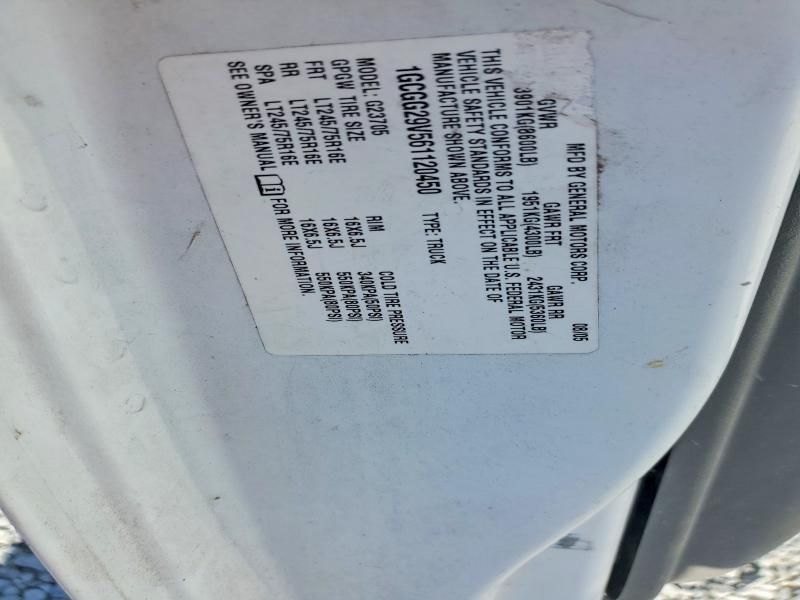 MFD BY GENERAL MOTORS CORP. 08/05
GVWR GAWR FRT GAWR RR
3901KG(8600LB) 1951KG(4300LB) 2431KG(5360LB)
THIS VEHICLE CONFORMS TO ALL APPLICABLE U.S. FEDERAL MOTOR
VEHICLE SAFETY STANDARDS IN EFFECT ON THE DATE OF
MANUFACTURE SHOWN ABOVE.
1GCGG29V561120450 TYPE: TRUCK
MODEL: G23705
GPGW TIRE SIZE RIM COLD TIRE PRESSURE
FRT LT245/75R16E 16X6.5J 340KPA(50PSI)
RR LT245/75R16E 16X6.5J 550KPA(80PSI)
SPA LT245/75R16E 16X6.5J 550KPA(80PSI)
SEE OWNER'S MANUAL FOR MORE INFORMATION.